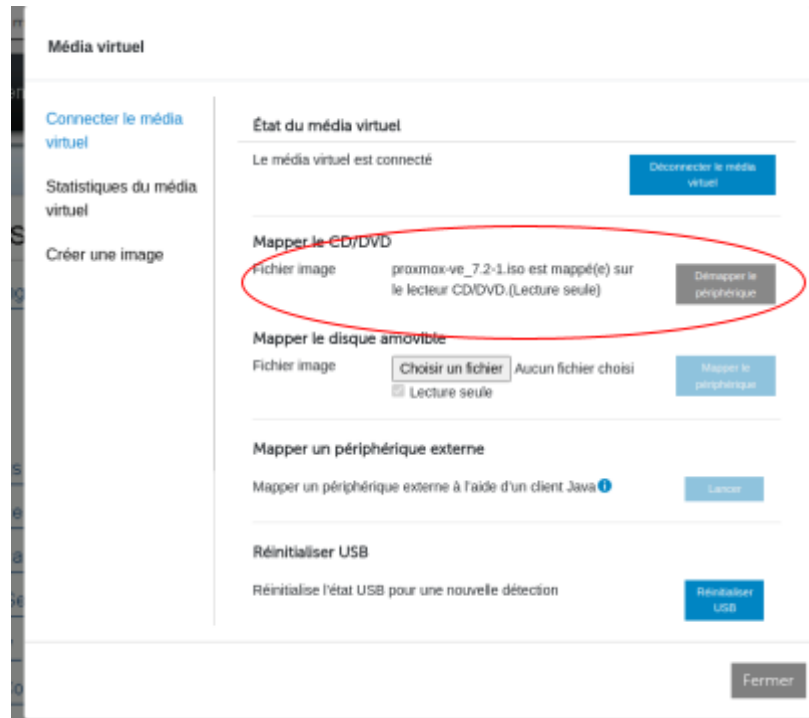 Média virtuel
Connecter le média
virtuel
Statistiques du média
virtuel
Créer une image
État du média virtuel
Le média virtuel est connecté
Déconnecter le média
virtuel
Mapper le CD/DVD
Fichier image
proxmox-ve_7.2-1.iso est mappé(e) sur
le lecteur CD/DVD.(Lecture seule)
Démapper le
périphérique
Mapper le disque amovible
Fichier image
Choisir un fichier Aucun fichier choisi
Lecture seule
Mapper le
périphérique
Mapper un périphérique externe
Mapper un périphérique externe à l'aide d'un client Java
Lancer
Réinitialiser USB
Réinitialise l'état USB pour une nouvelle détection
Réinitialiser
USB
Fermer